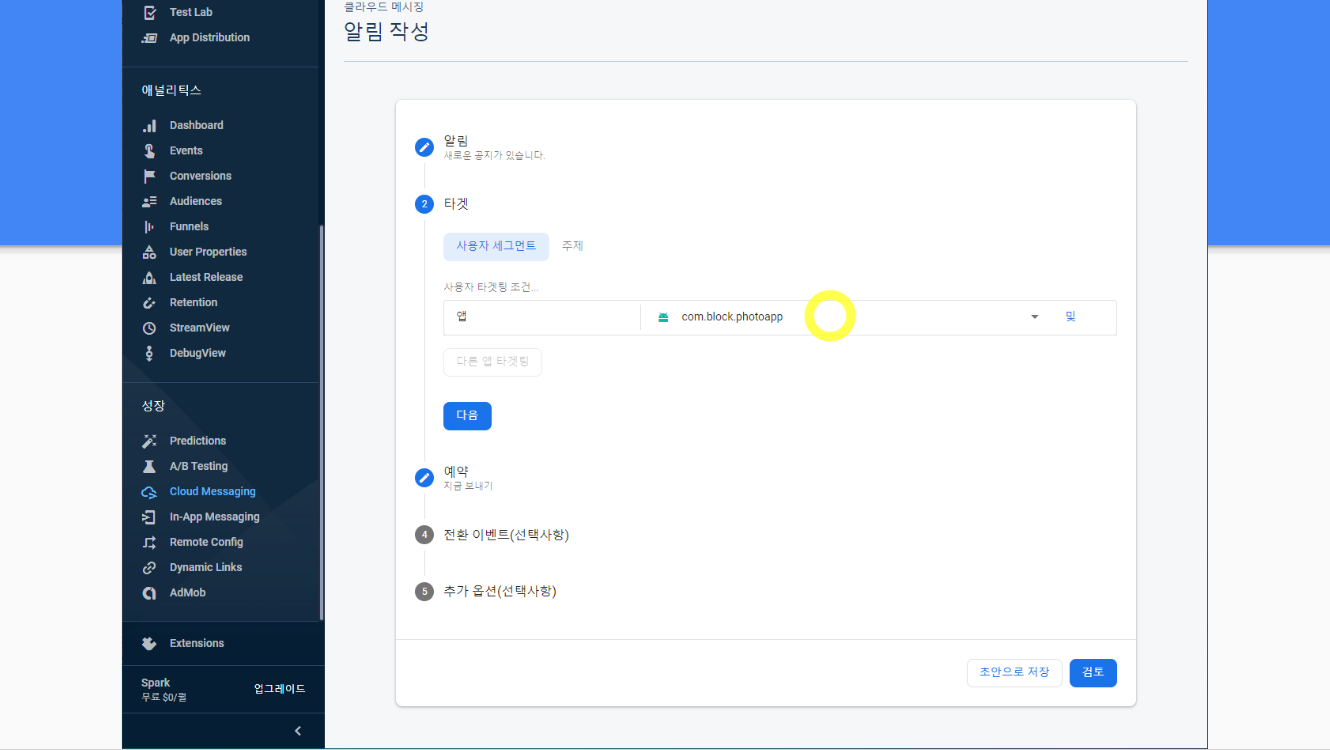 Test Lab
App Distribution
애널리틱스
Dashboard
Events
Conversions
Audiences
Funnels
User Properties
Latest Release
Retention
StreamView
DebugView
성장
Predictions
A/B Testing
Cloud Messaging
In-App Messaging
Remote Config
Dynamic Links
AdMob
Extensions
Spark
무료 $0/월
업그레이드
클라우드 메시징
알림 작성
알림
새로운 공지가 있습니다.
2 타겟
사용자 세그먼트 주제
사용자 타겟팅 조건...
앱 com.block.photoapp 및
다른 앱 타겟팅
다음
예약
지금 보내기
4 전환 이벤트(선택사항)
5 추가 옵션(선택사항)
초안으로 저장 검토